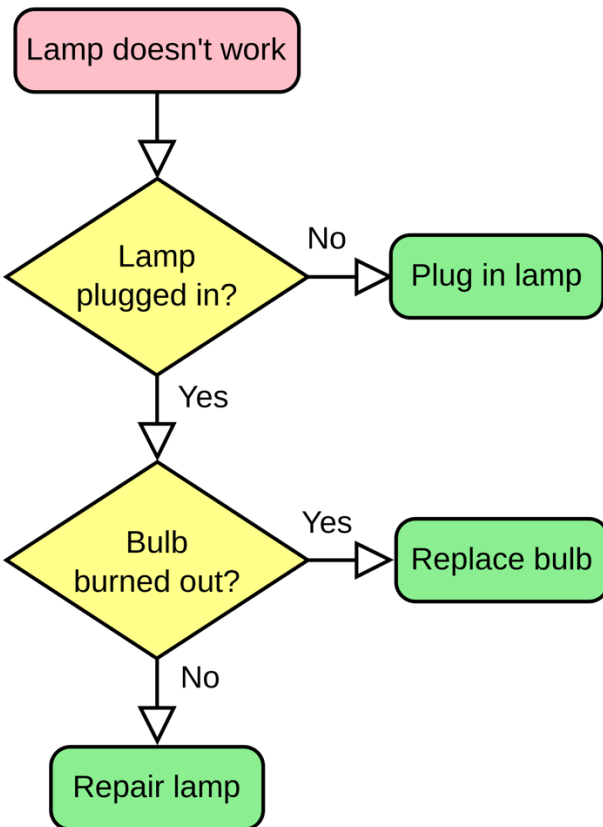 Lamp doesn't work
Lamp
plugged in?
No
Plug in lamp
Yes
Bulb
burned out?
Yes
Replace bulb
No
Repair lamp